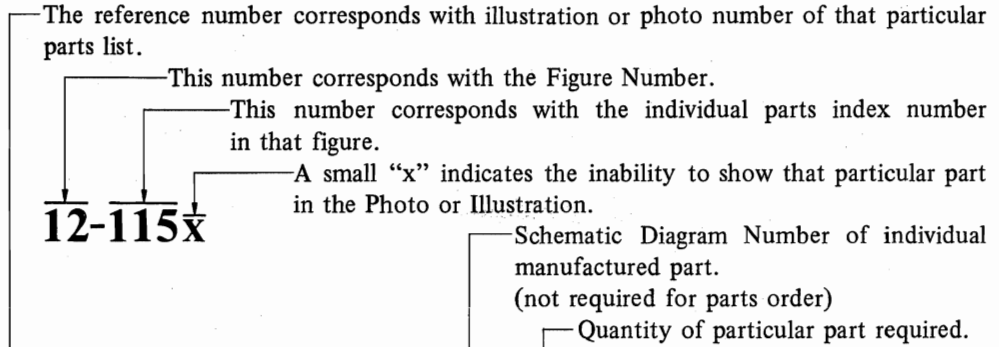 The reference number corresponds with illustration or photo number of that particular
parts list.
This number corresponds with the Figure Number.
This number corresponds with the individual parts index number
in that figure.
A small “x” indicates the inability to show that particular part
in the Photo or Illustration.
12-115x
Schematic Diagram Number of individual
manufactured part.
(not required for parts order)
Quantity of particular part required.